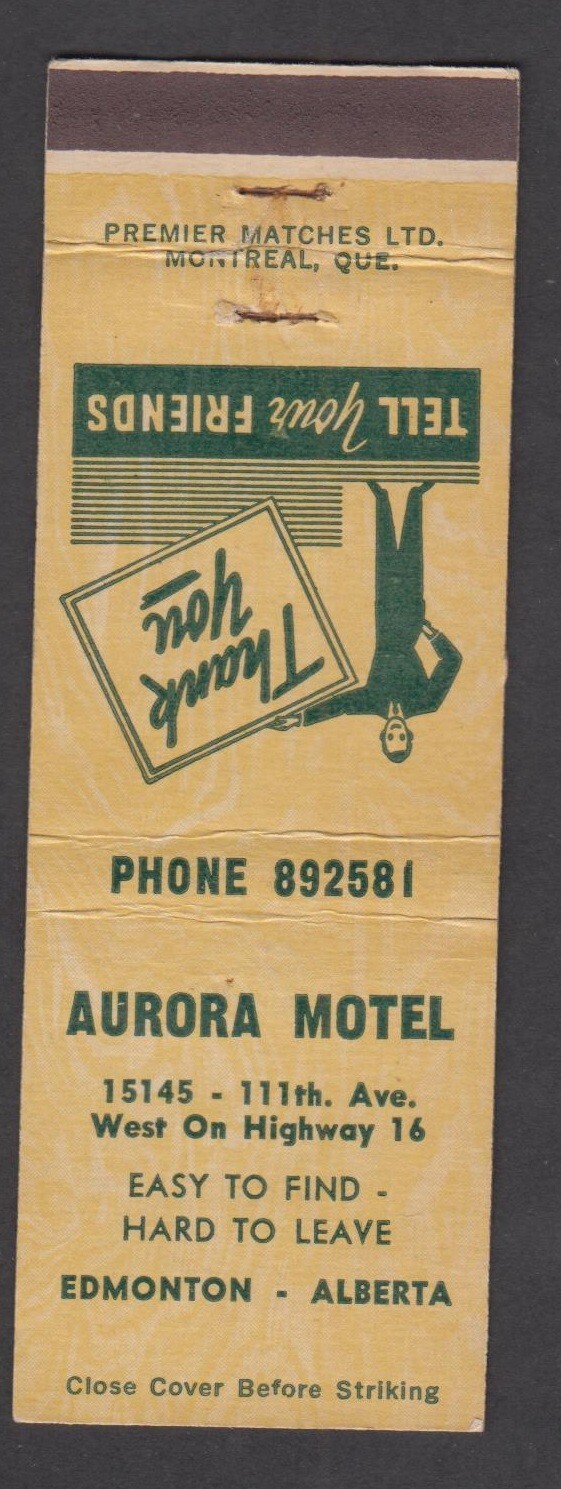 PREMIER MATCHES LTD.
MONTREAL, QUE.
TELL your FRIENDS
Thank
you
PHONE 892581
AURORA MOTEL
15145 - 111th. Ave.
West On Highway 16
EASY TO FIND -
HARD TO LEAVE
EDMONTON - ALBERTA
Close Cover Before Striking